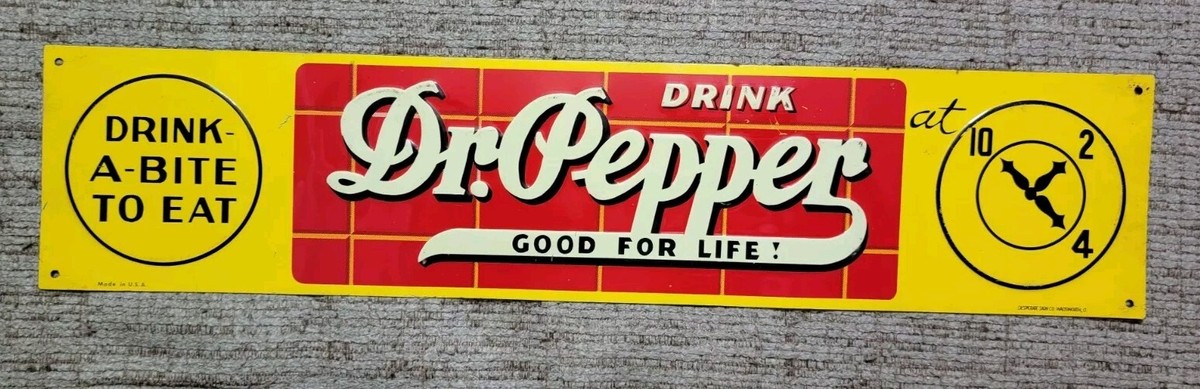 DRINK-
A-BITE
TO EAT
DRINK
Dr. Pepper
GOOD FOR LIFE!
at
10 2
4
Made in U.S.A.